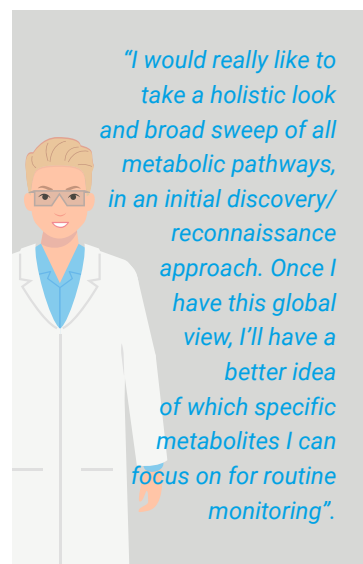 “I would really like to
take a holistic look
and broad sweep of all
metabolic pathways,
in an initial discovery/
reconnaissance
approach. Once I
have this global
view, I’ll have a
better idea
of which specific
metabolites I can
focus on for routine
monitoring”.